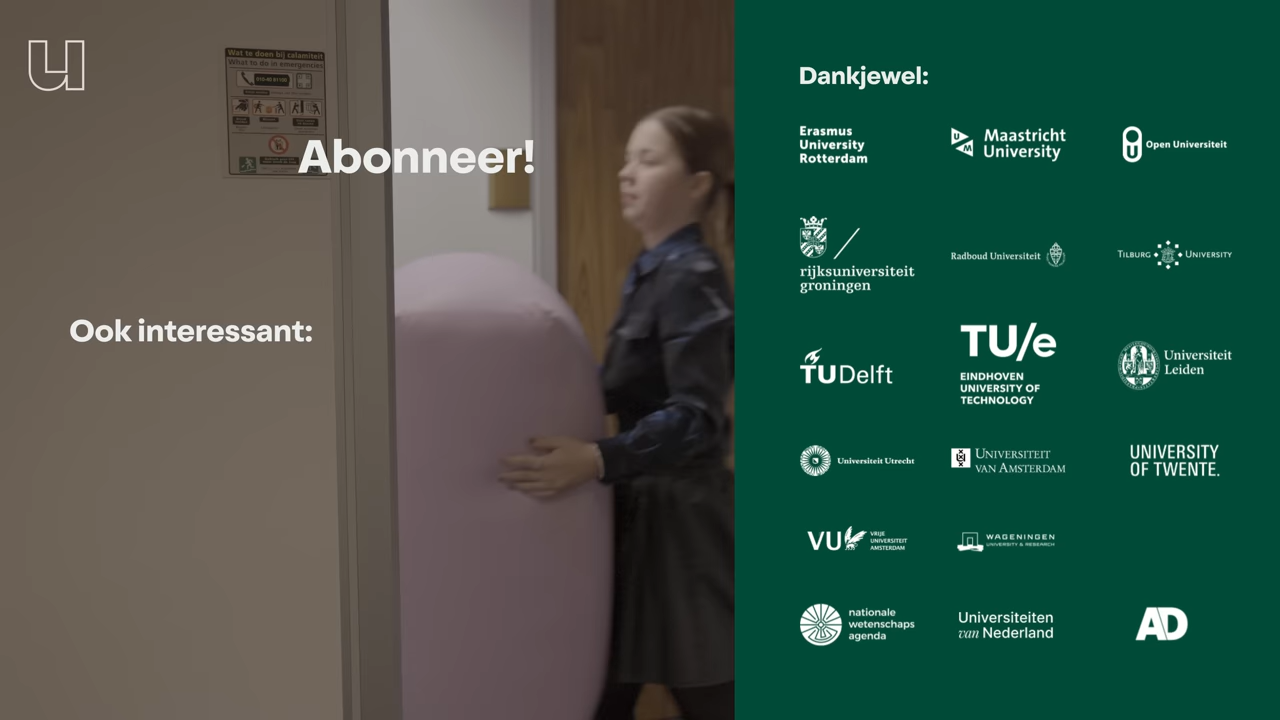 Wat te doen bij calamiteit
What to do in emergencies
Abonneer!
Ook interessant:
Dankjewel:
Erasmus
University
Rotterdam
UM
Maastricht
University
OU
Open Universiteit
rijksuniversiteit
groningen
Radboud Universiteit
TILBURG UNIVERSITY
TU Delft
TU/e
EINDHOVEN
UNIVERSITY OF
TECHNOLOGY
Universiteit
Leiden
Universiteit Utrecht
UNIVERSITEIT
VAN AMSTERDAM
UNIVERSITY
OF TWENTE.
VU
VRIJE
UNIVERSITEIT
AMSTERDAM
WAGENINGEN
UNIVERSITY & RESEARCH
nationale
wetenschaps
agenda
Universiteiten
van Nederland
AD